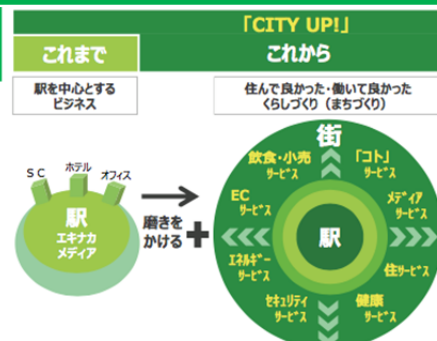 「CITY UP!」
これまで
これから
駅を中心とする
ビジネス
住んで良かった・働いて良かった
くらしづくり（まちづくり）
SC
ホテル
オフィス
駅
エキナカ
メディア
磨きを
かける
+
街
飲食・小売
サービス
「コト」
サービス
EC
サービス
メディア
サービス
駅
エネルギー
サービス
住サービス
セキュリティ
サービス
健康
サービス